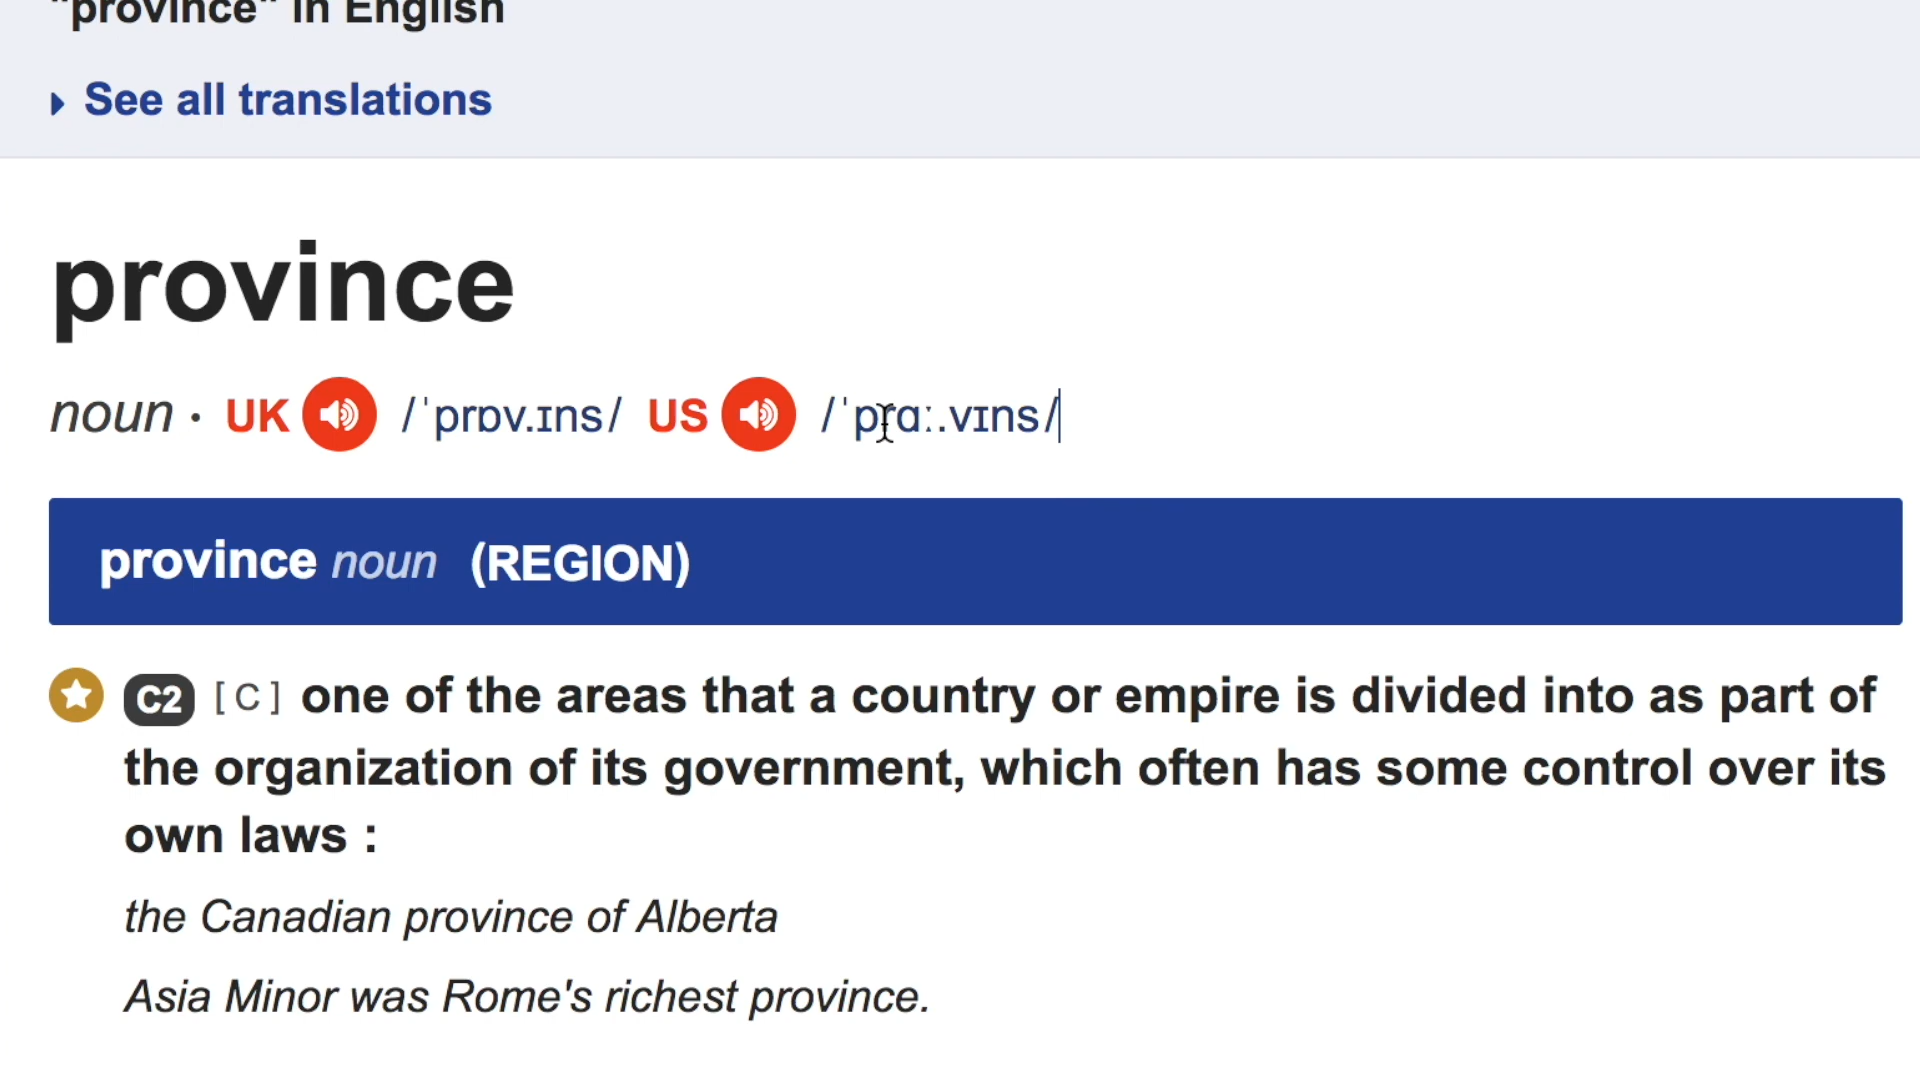 "province" in English
See all translations
province
noun · UK /ˈprɒv.ɪns/ US /ˈprɑː.vɪns/
province noun (REGION)
C2 [ C ] one of the areas that a country or empire is divided into as part of
the organization of its government, which often has some control over its
own laws :
the Canadian province of Alberta
Asia Minor was Rome's richest province.